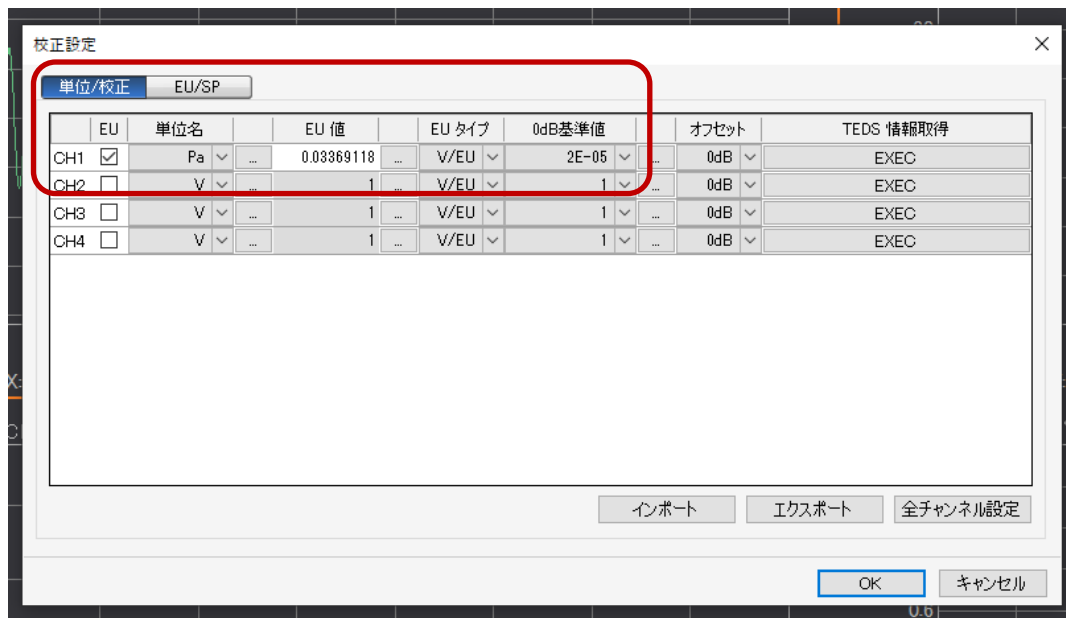 校正設定
単位/校正 EU/SP
EU 単位名 EU 値 EU タイプ 0dB基準値 オフセット TEDS 情報取得
CH1 Pa ... 0.03369118 ... V/EU 2E-05 ... 0dB EXEC
CH2 V ... 1 ... V/EU 1 ... 0dB EXEC
CH3 V ... 1 ... V/EU 1 ... 0dB EXEC
CH4 V ... 1 ... V/EU 1 ... 0dB EXEC
X:
インポート エクスポート 全チャンネル設定
OK キャンセル
0.6